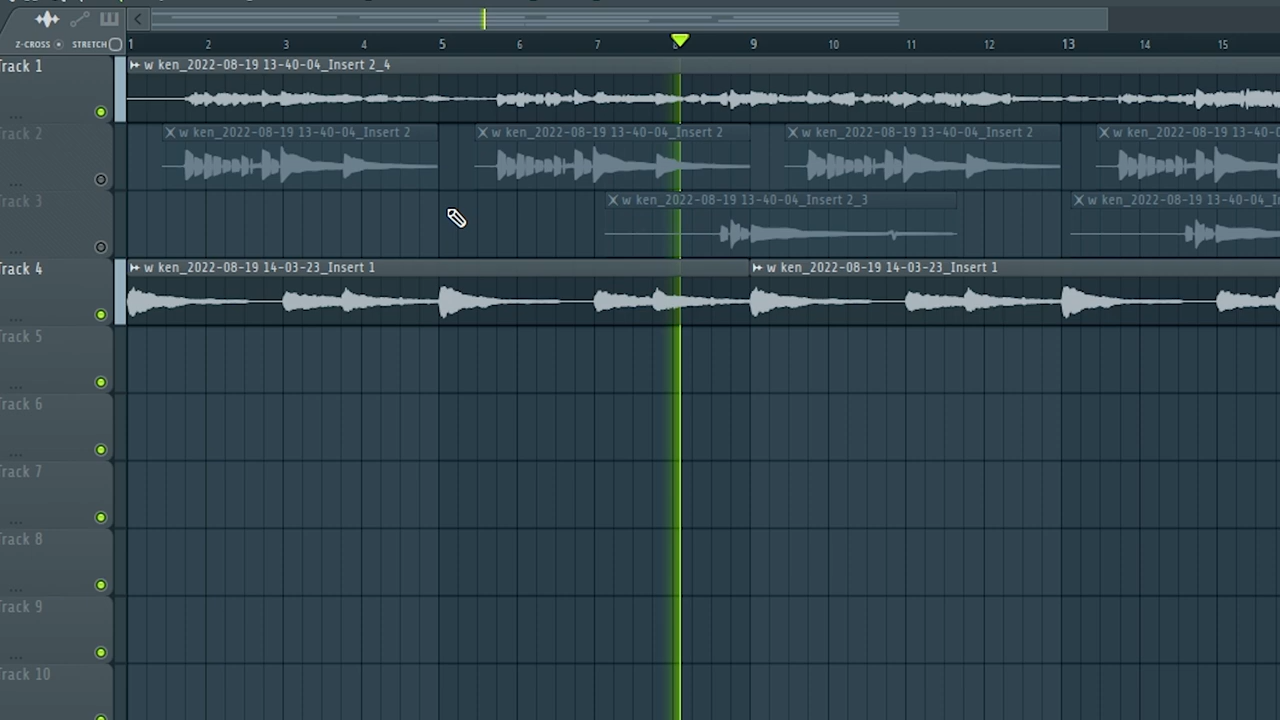 Z-CROSS STRETCH
1 2 3 4 5 6 7 8 9 10 11 12 13 14 15
Track 1
w ken_2022-08-19 13-40-04_Insert 2_4
Track 2
w ken_2022-08-19 13-40-04_Insert 2
w ken_2022-08-19 13-40-04_Insert 2
w ken_2022-08-19 13-40-04_Insert 2
w ken_2022-08-19 13-40-0
Track 3
w ken_2022-08-19 13-40-04_Insert 2_3
w ken_2022-08-19 13-40-04_In
Track 4
w ken_2022-08-19 14-03-23_Insert 1
w ken_2022-08-19 14-03-23_Insert 1
Track 5
Track 6
Track 7
Track 8
Track 9
Track 10